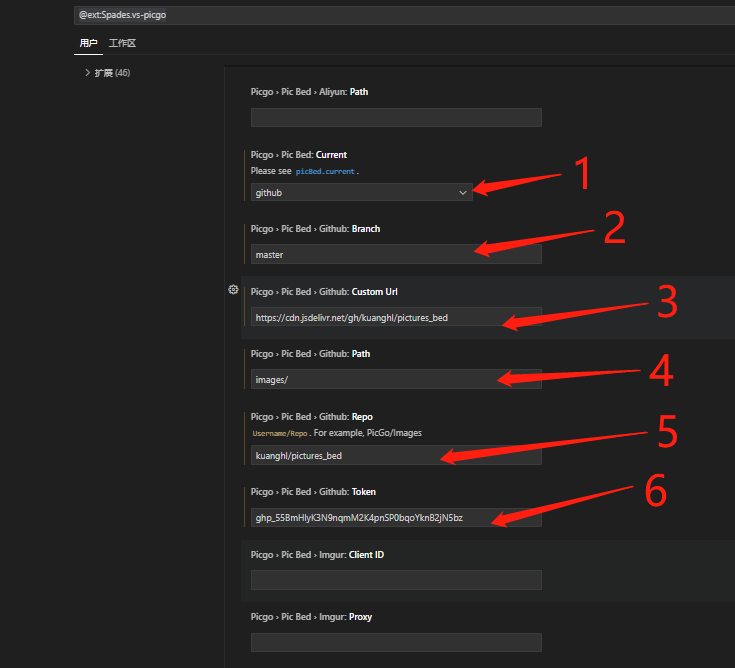 @ext:Spades.vs-picgo
用户 工作区
扩展 (46)
Picgo › Pic Bed › Aliyun: Path
Picgo › Pic Bed: Current
Please see picBed.current.
github
1
Picgo › Pic Bed › Github: Branch
master
2
Picgo › Pic Bed › Github: Custom Url
https://cdn.jsdelivr.net/gh/kuanghl/pictures_bed
3
Picgo › Pic Bed › Github: Path
images/
4
Picgo › Pic Bed › Github: Repo
Username/Repo. For example, PicGo/Images
kuanghl/pictures_bed
5
Picgo › Pic Bed › Github: Token
6
Picgo › Pic Bed › Imgur: Client ID
Picgo › Pic Bed › Imgur: Proxy